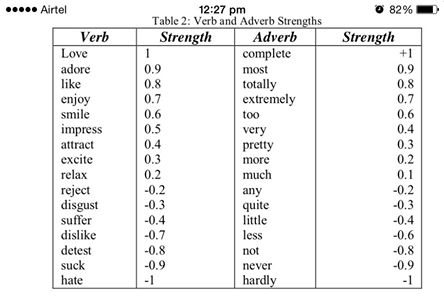 Airtel 12:27 pm 82%
Table 2: Verb and Adverb Strengths
Verb Strength Adverb Strength
Love 1 complete +1
adore 0.9 most 0.9
like 0.8 totally 0.8
enjoy 0.7 extremely 0.7
smile 0.6 too 0.6
impress 0.5 very 0.4
attract 0.4 pretty 0.3
excite 0.3 more 0.2
relax 0.2 much 0.1
reject -0.2 any -0.2
disgust -0.3 quite -0.3
suffer -0.4 little -0.4
dislike -0.7 less -0.6
detest -0.8 not -0.8
suck -0.9 never -0.9
hate -1 hardly -1